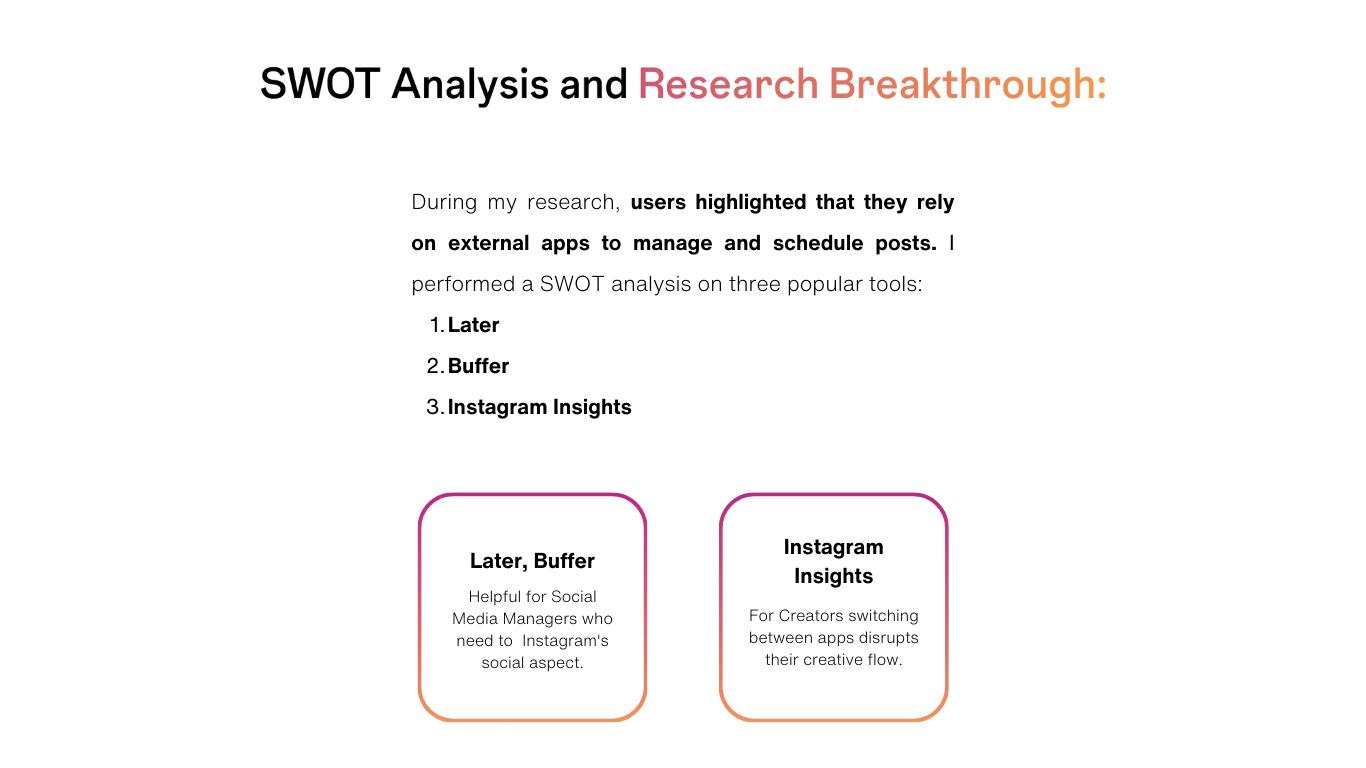 SWOT Analysis and Research Breakthrough:
During my research, users highlighted that they rely
on external apps to manage and schedule posts. I
performed a SWOT analysis on three popular tools:
1. Later
2. Buffer
3. Instagram Insights
Later, Buffer
Helpful for Social
Media Managers who
need to  Instagram's
social aspect.
Instagram
Insights
For Creators switching
between apps disrupts
their creative flow.